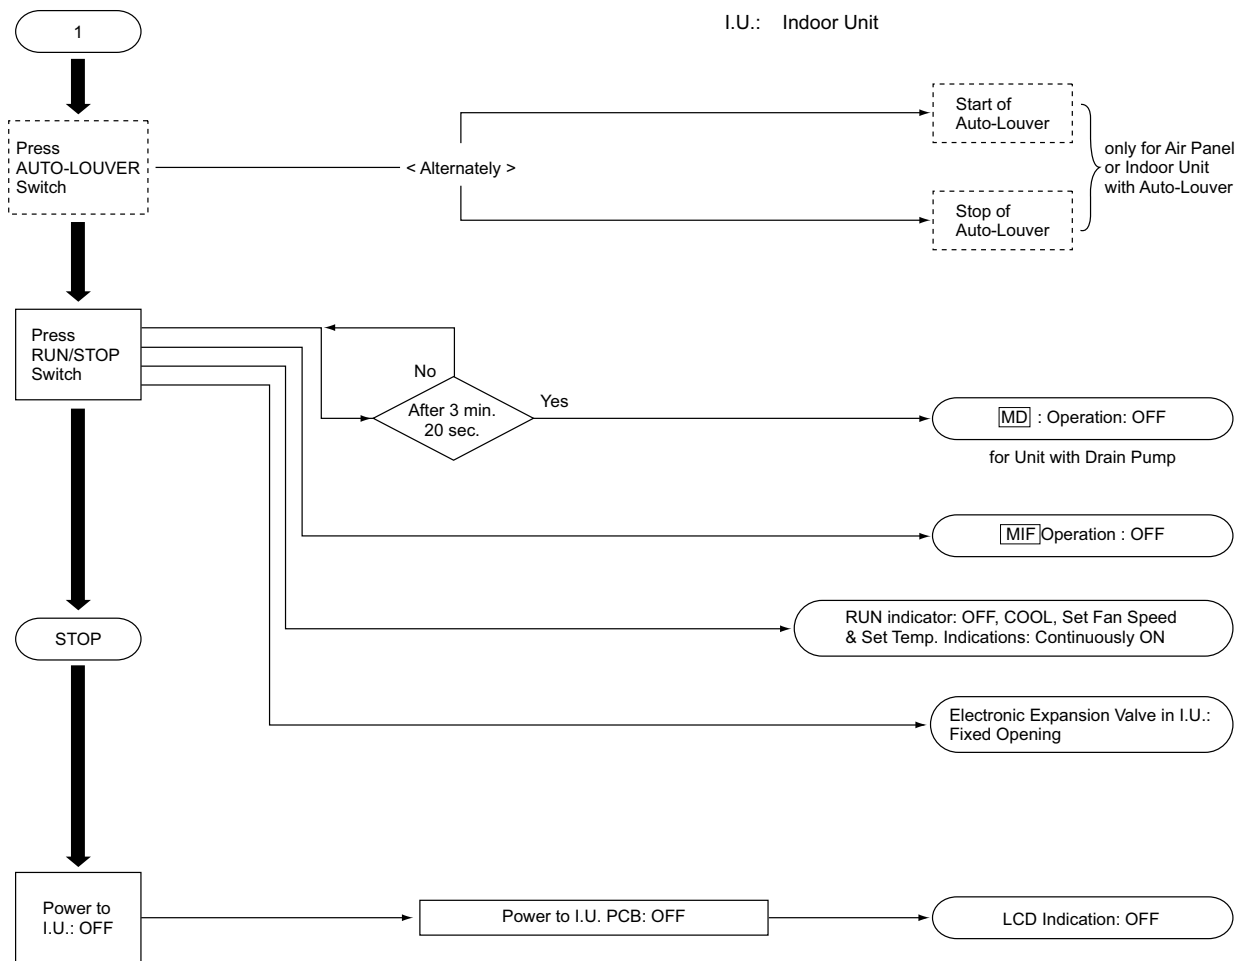 I.U.: Indoor Unit
1
Press
AUTO-LOUVER
Switch
< Alternately >
Start of
Auto-Louver
Stop of
Auto-Louver
only for Air Panel
or Indoor Unit
with Auto-Louver
Press
RUN/STOP
Switch
No
After 3 min.
20 sec.
Yes
MD : Operation: OFF
for Unit with Drain Pump
MIF Operation : OFF
RUN indicator: OFF, COOL, Set Fan Speed
& Set Temp. Indications: Continuously ON
STOP
Electronic Expansion Valve in I.U.:
Fixed Opening
Power to
I.U.: OFF
Power to I.U. PCB: OFF
LCD Indication: OFF